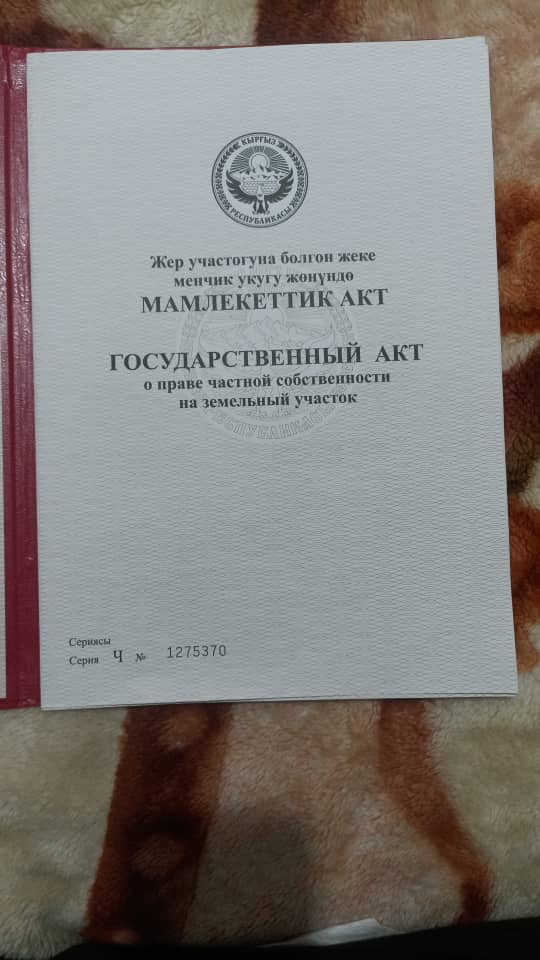 КЫРГЫЗ
РЕСПУБЛИКАСЫ
Жер участогуна болгон жеке
менчик укугу жөнүндө
МАМЛЕКЕТТИК АКТ
ГОСУДАРСТВЕННЫЙ АКТ
о праве частной собственности
на земельный участок
Сериясы
Серия Ч № 1275370